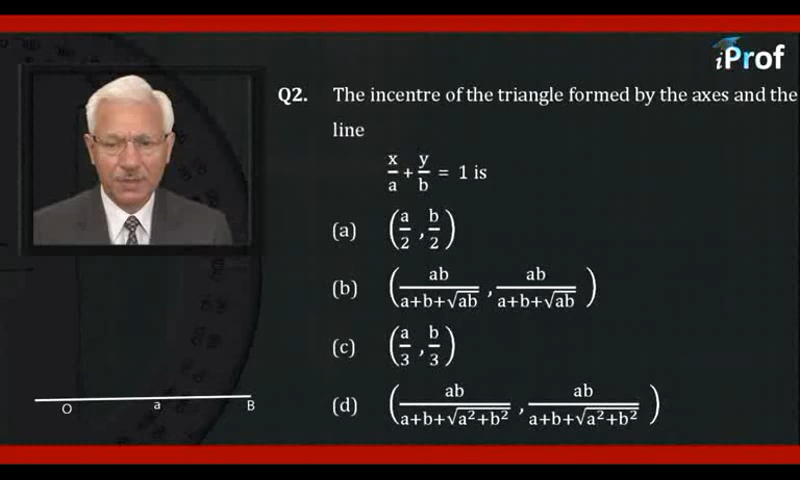 iProf
Q2. The incentre of the triangle formed by the axes and the
line
x/a + y/b = 1 is
(a) (a/2 , b/2)
(b) (ab/(a+b+√ab) , ab/(a+b+√ab))
(c) (a/3 , b/3)
(d) (ab/(a+b+√a²+b²) , ab/(a+b+√a²+b²))
O a B